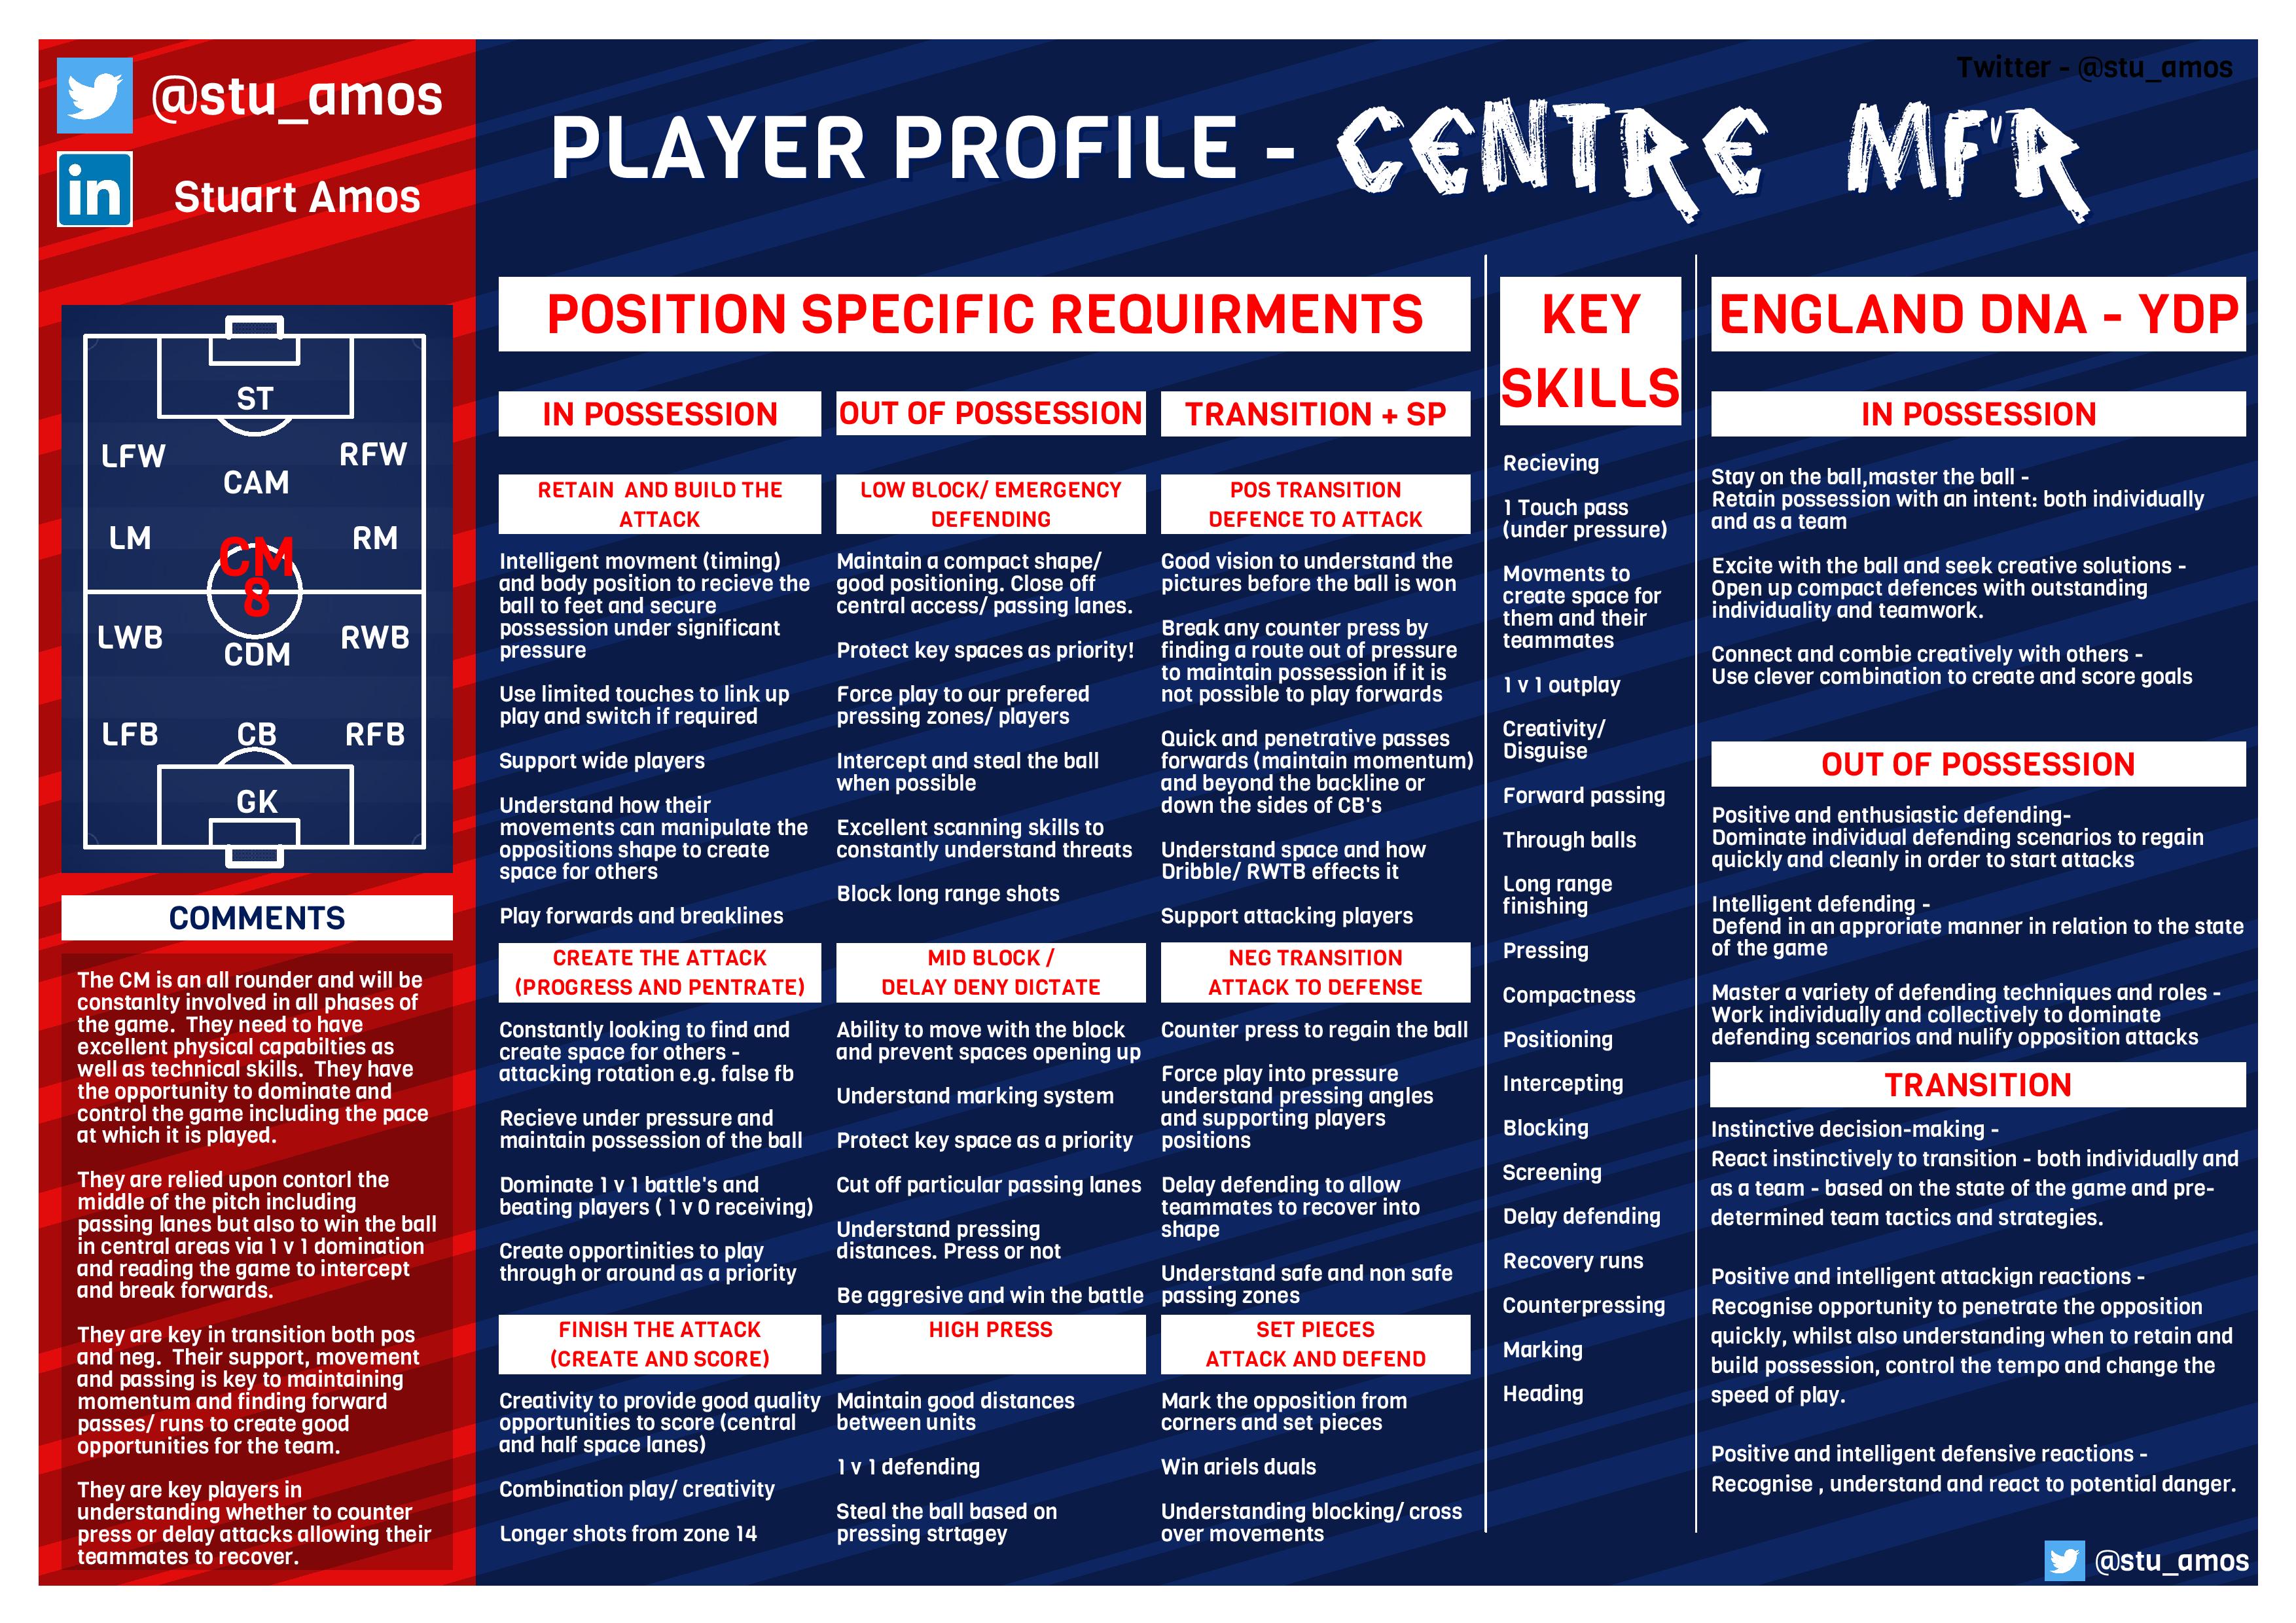 @stu_amos
in Stuart Amos
Twitter - @stu_amos
PLAYER PROFILE - CENTRE MF'R
ST
LFW
RFW
CAM
LM
RM
CM
8
LWB
RWB
CDM
LFB
CB
RFB
GK
COMMENTS
The CM is an all rounder and will be
constanlty involved in all phases of
the game. They need to have
excellent physical capabilties as
well as technical skills. They have
the opportunity to dominate and
control the game including the pace
at which it is played.
They are relied upon contorl the
middle of the pitch including
passing lanes but also to win the ball
in central areas via 1 v 1 domination
and reading the game to intercept
and break forwards.
They are key in transition both pos
and neg. Their support, movement
and passing is key to maintaining
momentum and finding forward
passes/ runs to create good
opportunities for the team.
They are key players in
understanding whether to counter
press or delay attacks allowing their
teammates to recover.
POSITION SPECIFIC REQUIRMENTS
IN POSSESSION
RETAIN AND BUILD THE
ATTACK
Intelligent movment (timing)
and body position to recieve the
ball to feet and secure
possession under significant
pressure
Use limited touches to link up
play and switch if required
Support wide players
Understand how their
movements can manipulate the
oppositions shape to create
space for others
Play forwards and breaklines
CREATE THE ATTACK
(PROGRESS AND PENTRATE)
Constantly looking to find and
create space for others -
attacking rotation e.g. false fb
Recieve under pressure and
maintain possession of the ball
Dominate 1 v 1 battle's and
beating players ( 1 v 0 receiving)
Create opportinities to play
through or around as a priority
FINISH THE ATTACK
(CREATE AND SCORE)
Creativity to provide good quality
opportunities to score (central
and half space lanes)
Combination play/ creativity
Longer shots from zone 14
OUT OF POSSESSION
LOW BLOCK/ EMERGENCY
DEFENDING
Maintain a compact shape/
good positioning. Close off
central access/ passing lanes.
Protect key spaces as priority!
Force play to our prefered
pressing zones/ players
Intercept and steal the ball
when possible
Excellent scanning skills to
constantly understand threats
Block long range shots
MID BLOCK /
DELAY DENY DICTATE
Ability to move with the block
and prevent spaces opening up
Understand marking system
Protect key space as a priority
Cut off particular passing lanes
Understand pressing
distances. Press or not
Be aggresive and win the battle
HIGH PRESS
Maintain good distances
between units
1 v 1 defending
Steal the ball based on
pressing strtagey
TRANSITION + SP
POS TRANSITION
DEFENCE TO ATTACK
Good vision to understand the
pictures before the ball is won
Break any counter press by
finding a route out of pressure
to maintain possession if it is
not possible to play forwards
Quick and penetrative passes
forwards (maintain momentum)
and beyond the backline or
down the sides of CB's
Understand space and how
Dribble/ RWTB effects it
Support attacking players
NEG TRANSITION
ATTACK TO DEFENSE
Counter press to regain the ball
Force play into pressure
understand pressing angles
and supporting players
positions
Delay defending to allow
teammates to recover into
shape
Understand safe and non safe
passing zones
SET PIECES
ATTACK AND DEFEND
Mark the opposition from
corners and set pieces
Win ariels duals
Understanding blocking/ cross
over movements
KEY
SKILLS
Recieving
1 Touch pass
(under pressure)
Movments to
create space for
them and their
teammates
1 v 1 outplay
Creativity/
Disguise
Forward passing
Through balls
Long range
finishing
Pressing
Compactness
Positioning
Intercepting
Blocking
Screening
Delay defending
Recovery runs
Counterpressing
Marking
Heading
ENGLAND DNA - YDP
IN POSSESSION
Stay on the ball,master the ball -
Retain possession with an intent: both individually
and as a team
Excite with the ball and seek creative solutions -
Open up compact defences with outstanding
individuality and teamwork.
Connect and combie creatively with others -
Use clever combination to create and score goals
OUT OF POSSESSION
Positive and enthusiastic defending-
Dominate individual defending scenarios to regain
quickly and cleanly in order to start attacks
Intelligent defending -
Defend in an approriate manner in relation to the state
of the game
Master a variety of defending techniques and roles -
Work individually and collectively to dominate
defending scenarios and nulify opposition attacks
TRANSITION
Instinctive decision-making -
React instinctively to transition - both individually and
as a team - based on the state of the game and pre-
determined team tactics and strategies.
Positive and intelligent attackign reactions -
Recognise opportunity to penetrate the opposition
quickly, whilst also understanding when to retain and
build possession, control the tempo and change the
speed of play.
Positive and intelligent defensive reactions -
Recognise , understand and react to potential danger.
@stu_amos